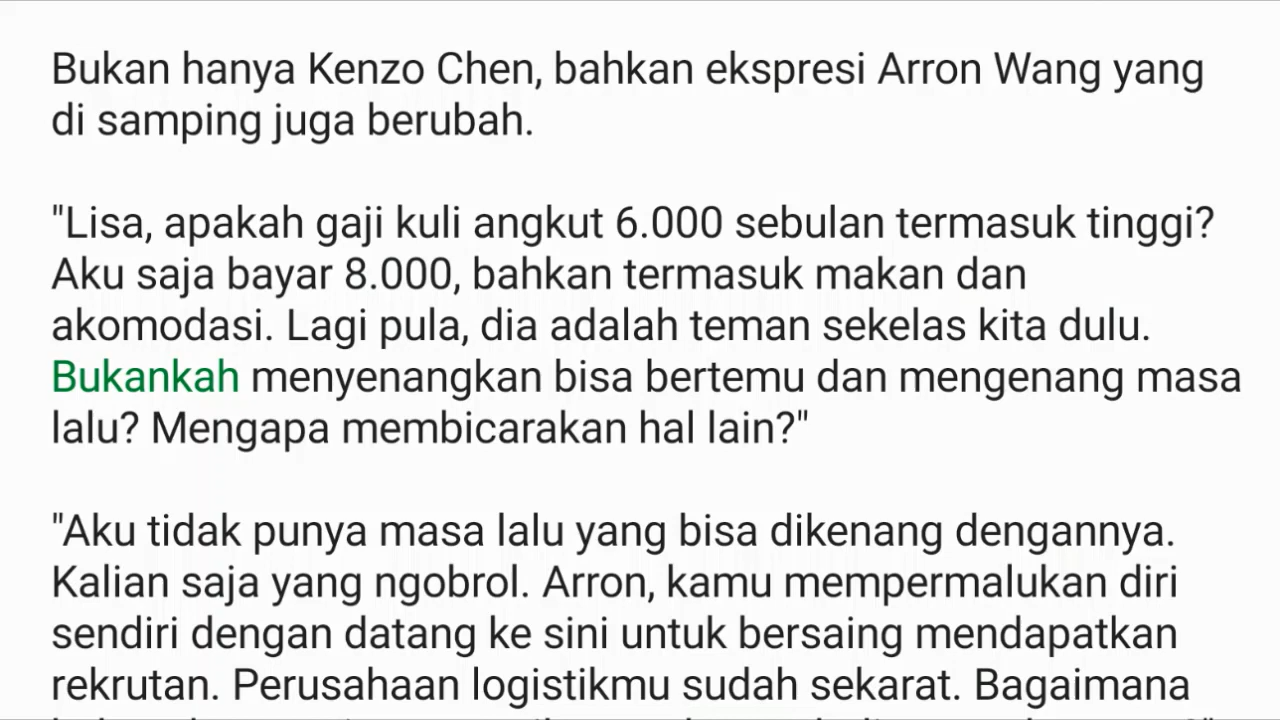 Bukan hanya Kenzo Chen, bahkan ekspresi Arron Wang yang
di samping juga berubah.
"Lisa, apakah gaji kuli angkut 6.000 sebulan termasuk tinggi?
Aku saja bayar 8.000, bahkan termasuk makan dan
akomodasi. Lagi pula, dia adalah teman sekelas kita dulu.
Bukankah menyenangkan bisa bertemu dan mengenang masa
lalu? Mengapa membicarakan hal lain?"
"Aku tidak punya masa lalu yang bisa dikenang dengannya.
Kalian saja yang ngobrol. Arron, kamu mempermalukan diri
sendiri dengan datang ke sini untuk bersaing mendapatkan
rekrutan. Perusahaan logistikmu sudah sekarat. Bagaimana